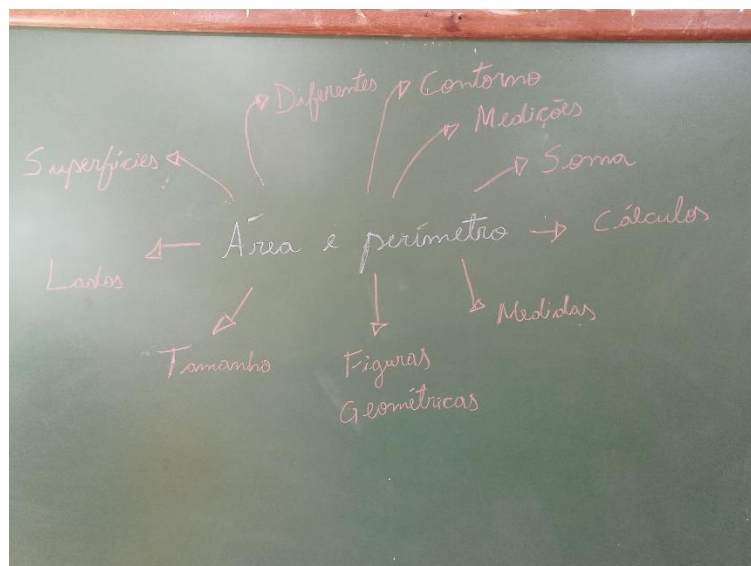 Diferentes
Contorno
Medições
Superfícies
Soma
Área e perímetro
Cálculos
Lados
Medidas
Tamanho
Figuras
Geométricas